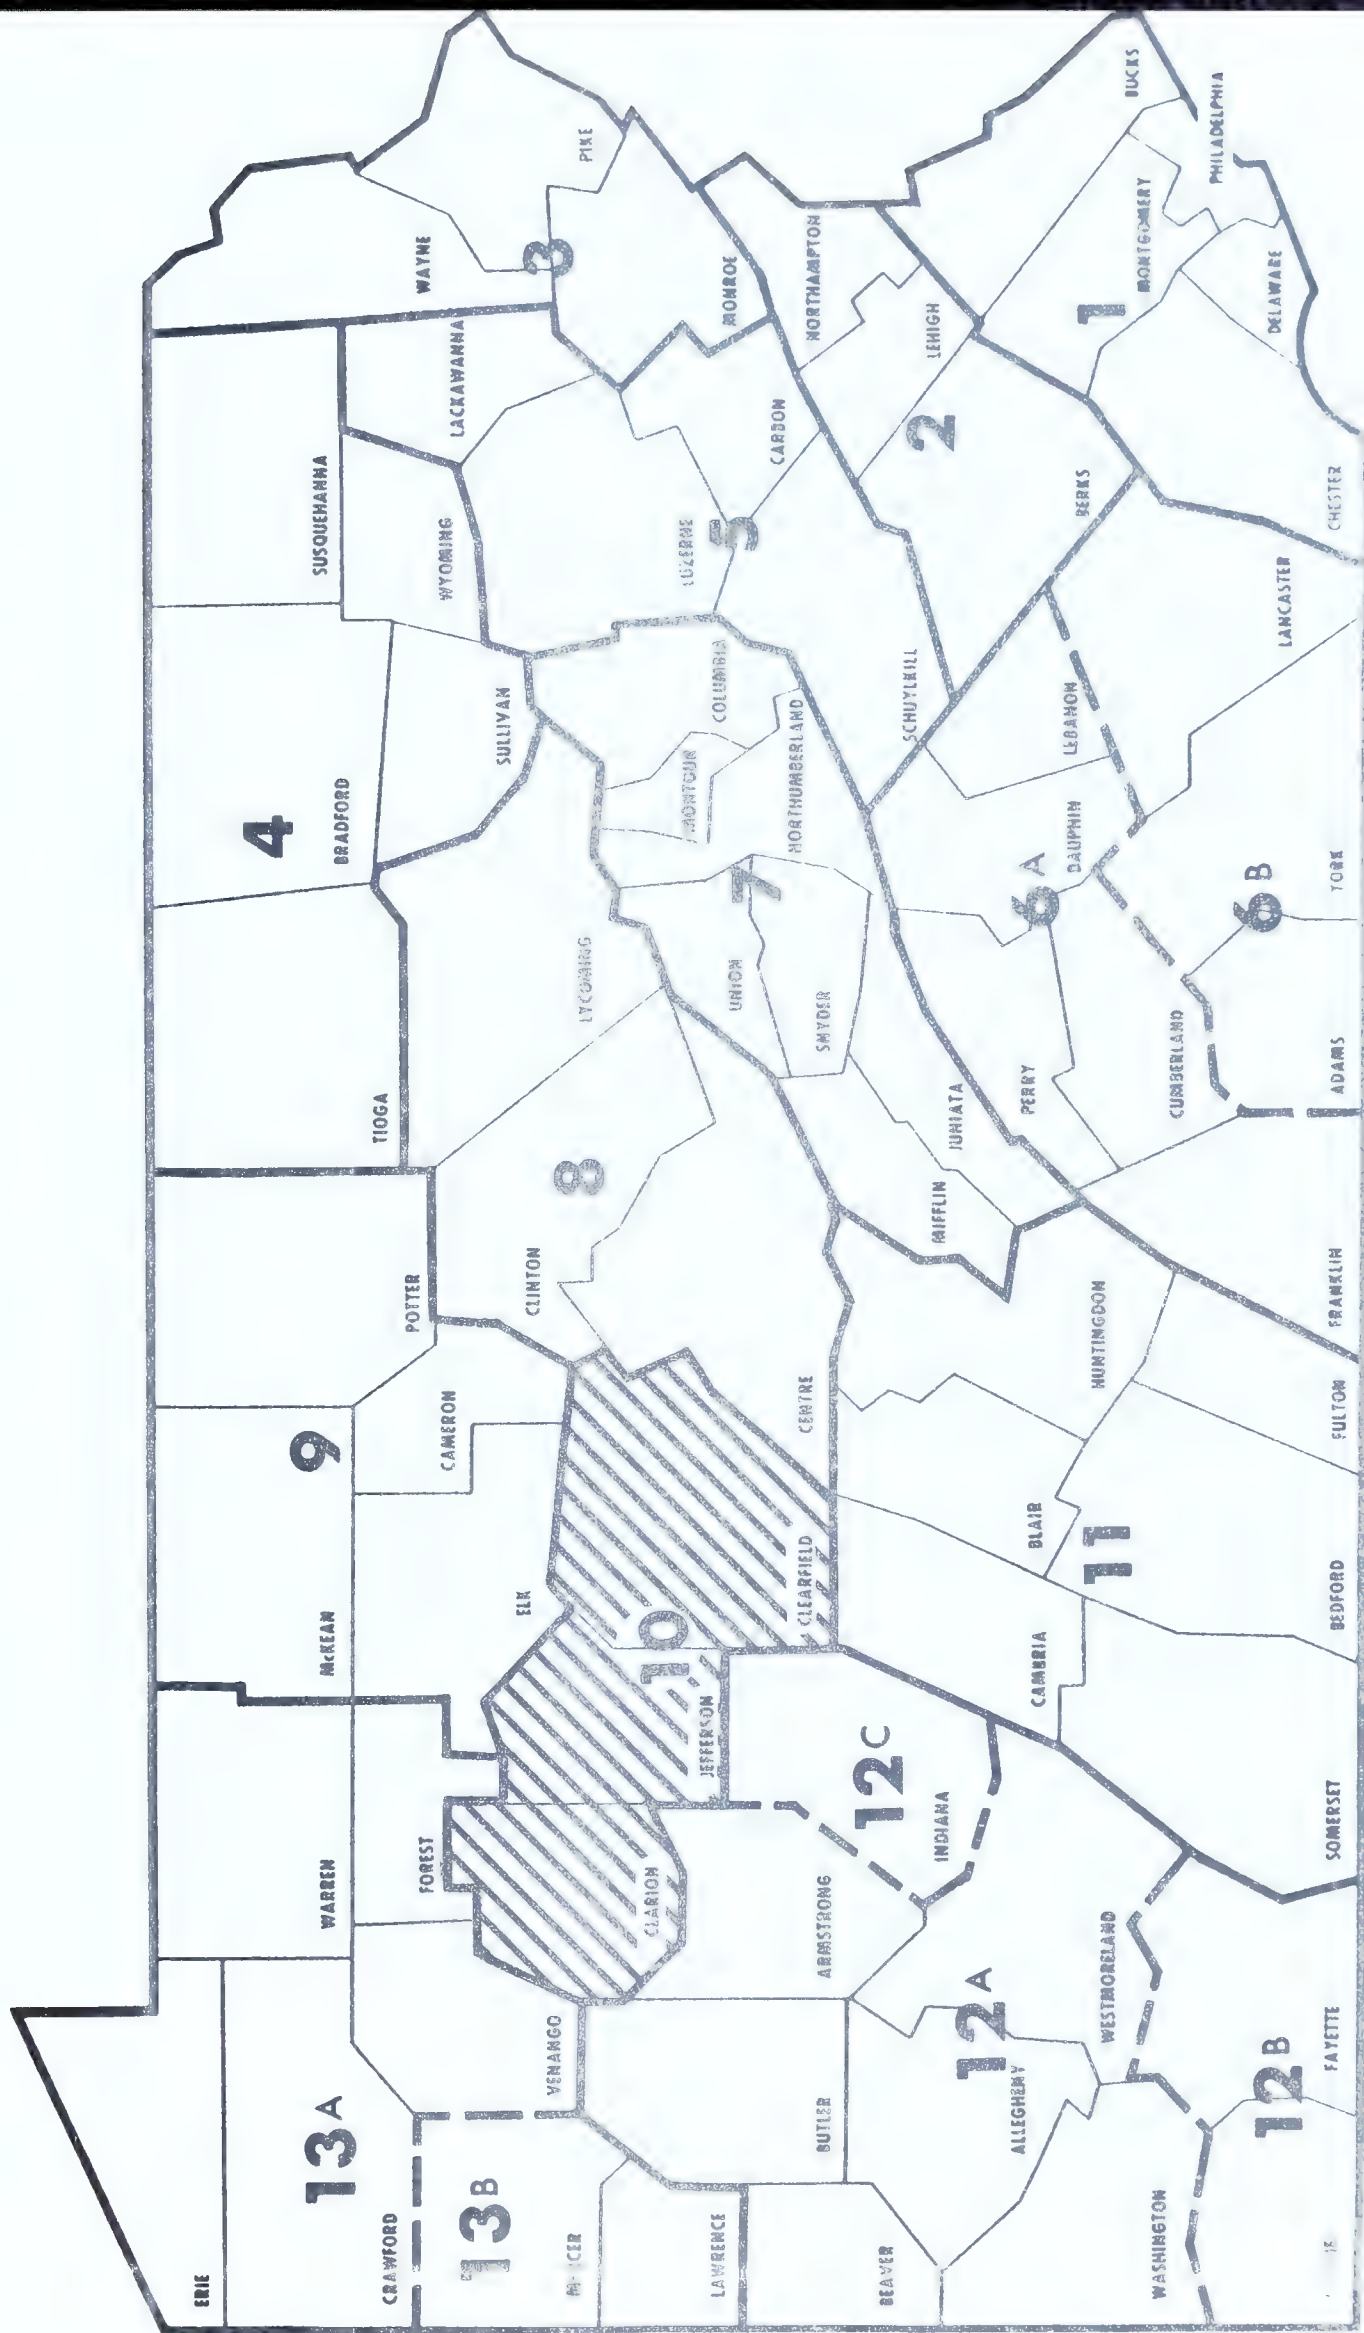 ERIE
CRAWFORD
13A
13B
LAWRENCE
BEAVER
WASHINGTON
WARREN
FOREST
VENANGO
BUTLER
ALLEGHENY
12A
WESTMORELAND
12B
FAYETTE
CLARION
ARMSTRONG
INDIANA
12C
SOMERSET
McKEAN
9
ELK
CAMERON
POTTER
JEFFERSON
10
CLEARFIELD
CAMBRIA
BLAIR
11
BEDFORD
FULTON
HUNTINGDON
FRANKLIN
CENTRE
CLINTON
8
LYCOMING
TIOGA
4
BRADFORD
SULLIVAN
SUSQUEHANNA
WYOMING
MIFFLIN
JUNIATA
SNYDER
UNION
7
MONTOUR
NORTHUMBERLAND
COLUMBIA
PERRY
CUMBERLAND
ADAMS
6A
DAUPHIN
6B
YORK
LEBANON
LANCASTER
SCHUYLKILL
LUZERNE
5
CARBON
LACKAWANNA
WAYNE
3
PIKE
MONROE
NORTHAMPTON
LEHIGH
2
BERKS
CHESTER
1
MONTGOMERY
DELAWARE
PHILADELPHIA
BUCKS